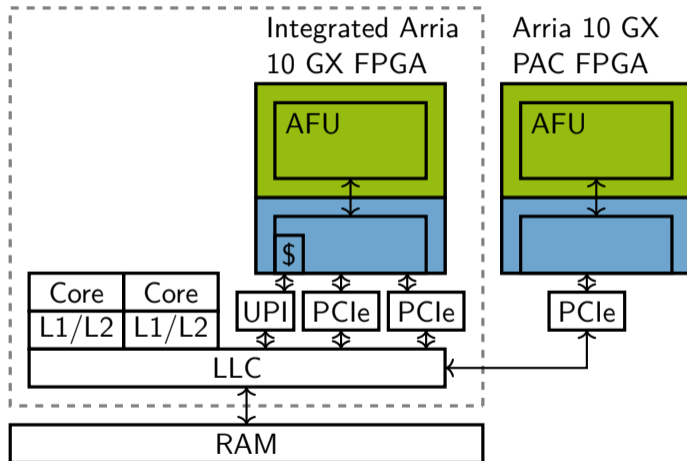 Integrated Arria
10 GX FPGA
Arria 10 GX
PAC FPGA
AFU
AFU
$
Core
Core
L1/L2
L1/L2
UPI
PCIe
PCIe
PCIe
LLC
RAM